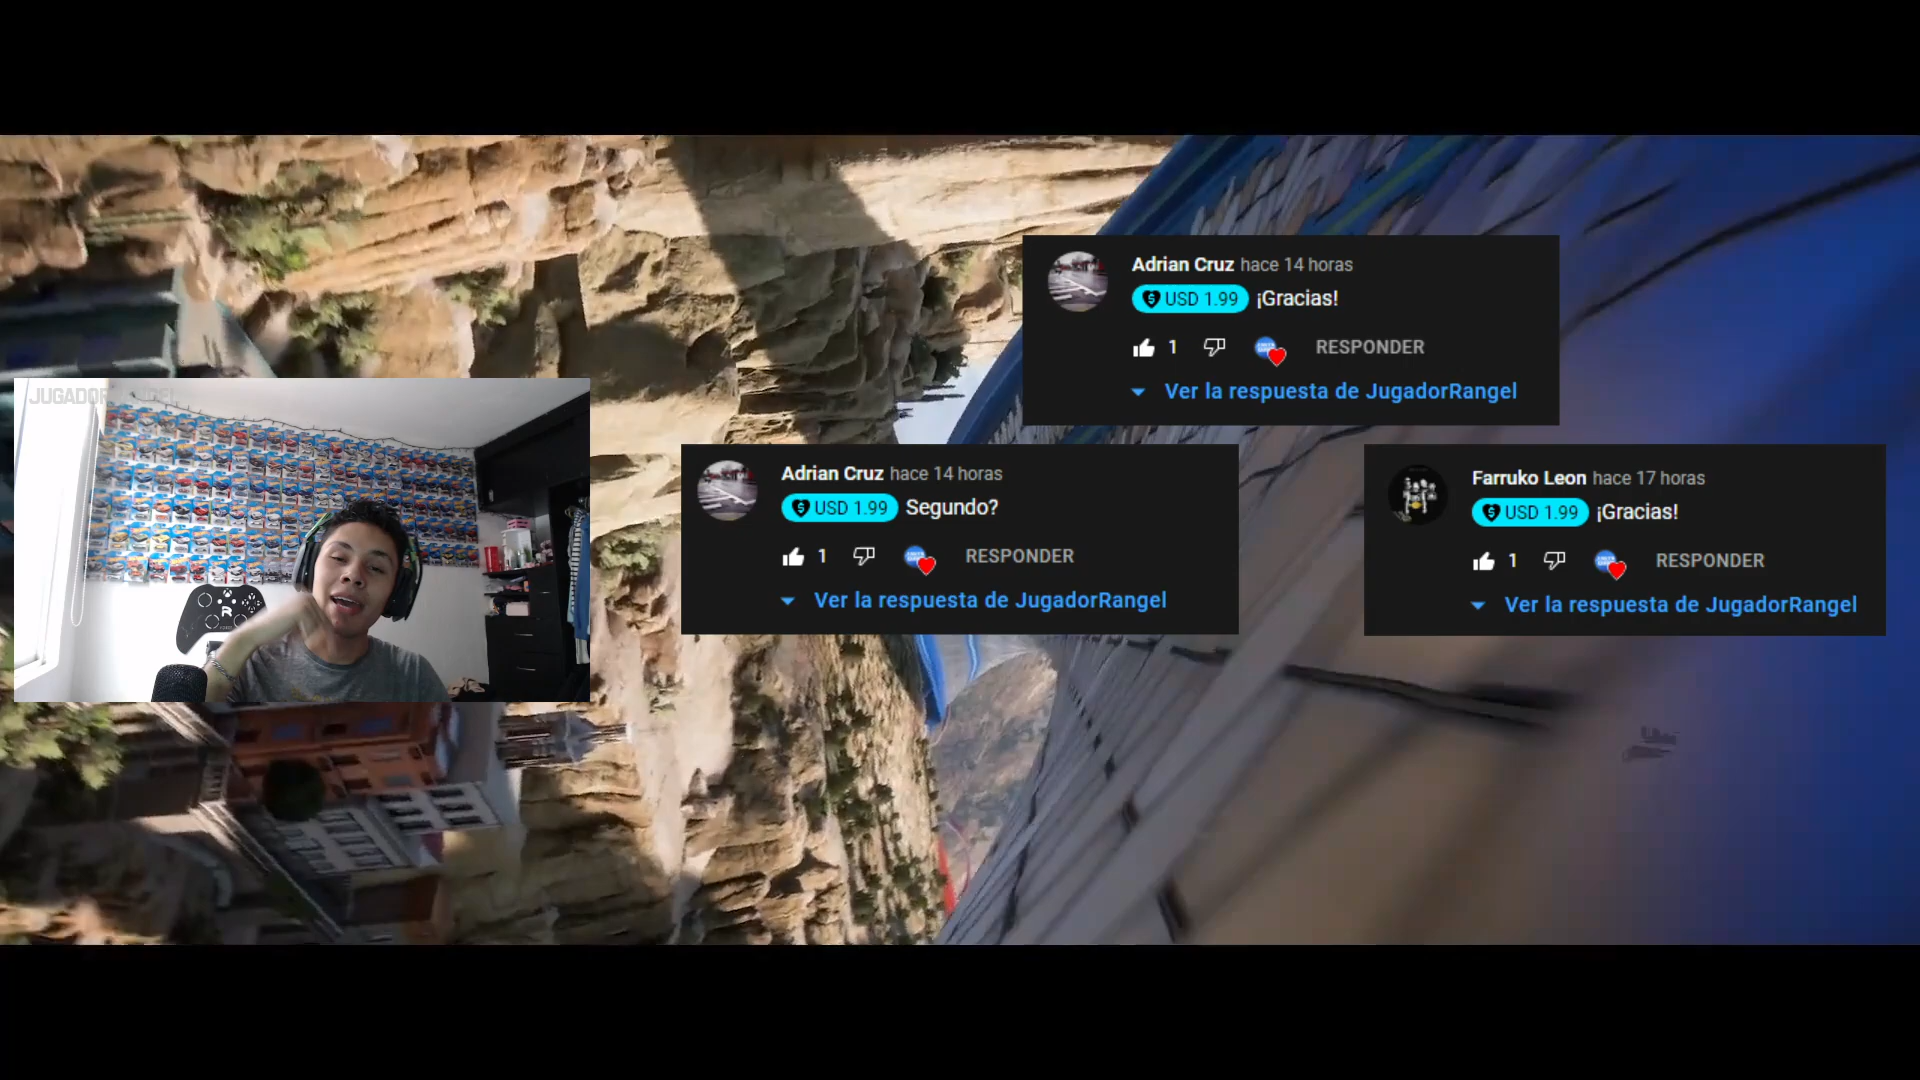 Adrian Cruz hace 14 horas
USD 1.99 ¡Gracias!
1 RESPONDER
Ver la respuesta de JugadorRangel
JUGADOR
Adrian Cruz hace 14 horas
USD 1.99 Segundo?
1 RESPONDER
Ver la respuesta de JugadorRangel
Farruko Leon hace 17 horas
USD 1.99 ¡Gracias!
1 RESPONDER
Ver la respuesta de JugadorRangel